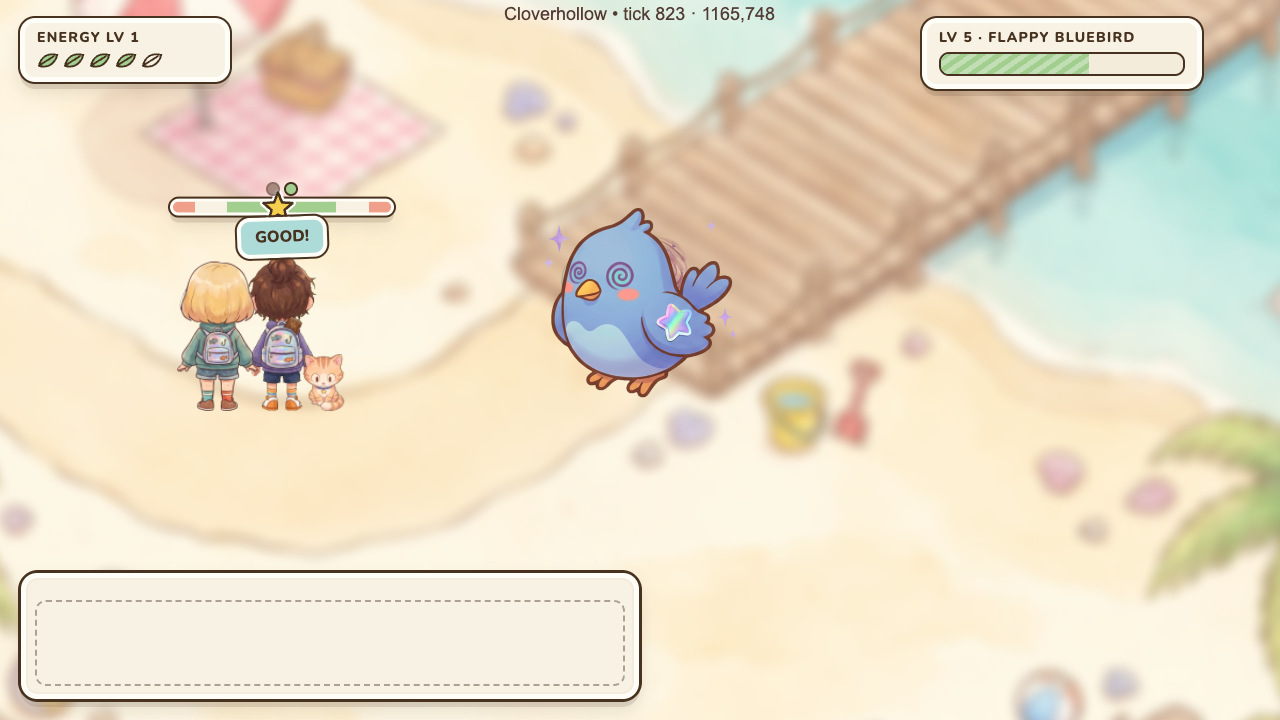 Cloverhollow • tick 823 · 1165,748
ENERGY LV 1
LV 5 · FLAPPY BLUEBIRD
GOOD!